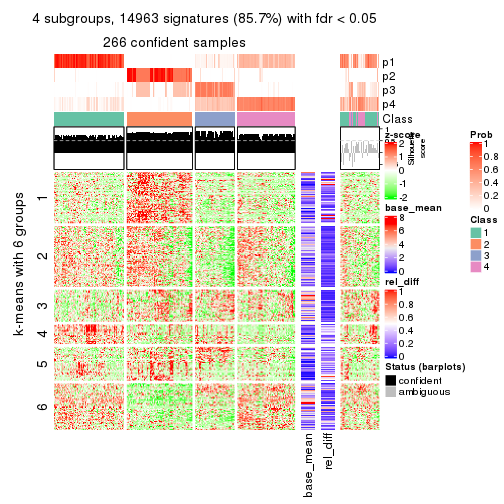 4 subgroups, 14963 signatures (85.7%) with fdr < 0.05
266 confident samples
p1
p2
p3
p4
Class
1
Silhouette
score
k-means with 6 groups
1
2
3
4
5
6
base_mean
rel_diff
z-score
2
1
0
-1
-2
base_mean
8
6
4
2
0
rel_diff
1
0.8
0.6
0.4
0.2
0
Status (barplots)
confident
ambiguous
Prob
1
0.8
0.6
0.4
0.2
0
Class
1
2
3
4